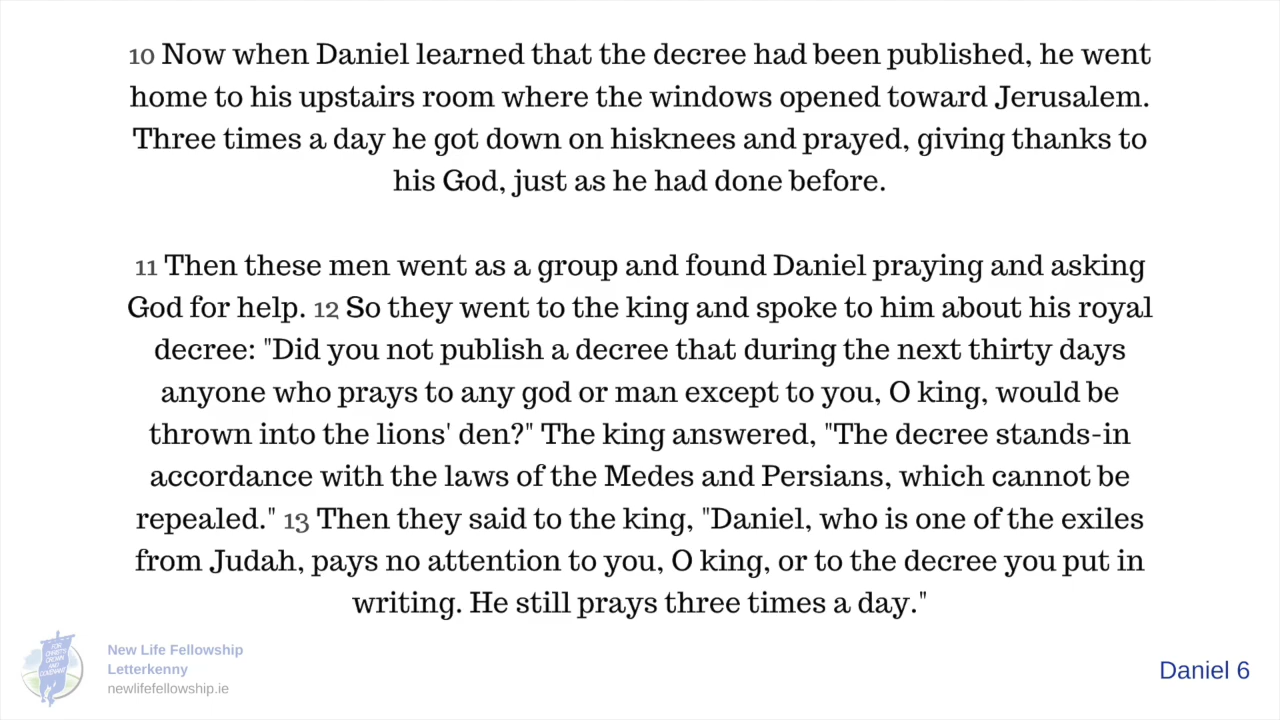 10 Now when Daniel learned that the decree had been published, he went
home to his upstairs room where the windows opened toward Jerusalem.
Three times a day he got down on hisknees and prayed, giving thanks to
his God, just as he had done before.
11 Then these men went as a group and found Daniel praying and asking
God for help. 12 So they went to the king and spoke to him about his royal
decree: "Did you not publish a decree that during the next thirty days
anyone who prays to any god or man except to you, O king, would be
thrown into the lions' den?" The king answered, "The decree stands-in
accordance with the laws of the Medes and Persians, which cannot be
repealed." 13 Then they said to the king, "Daniel, who is one of the exiles
from Judah, pays no attention to you, O king, or to the decree you put in
writing. He still prays three times a day."
FOR
CHRIST'S
CROWN
AND
COVENANT
New Life Fellowship
Letterkenny
newlifefellowship.ie
Daniel 6